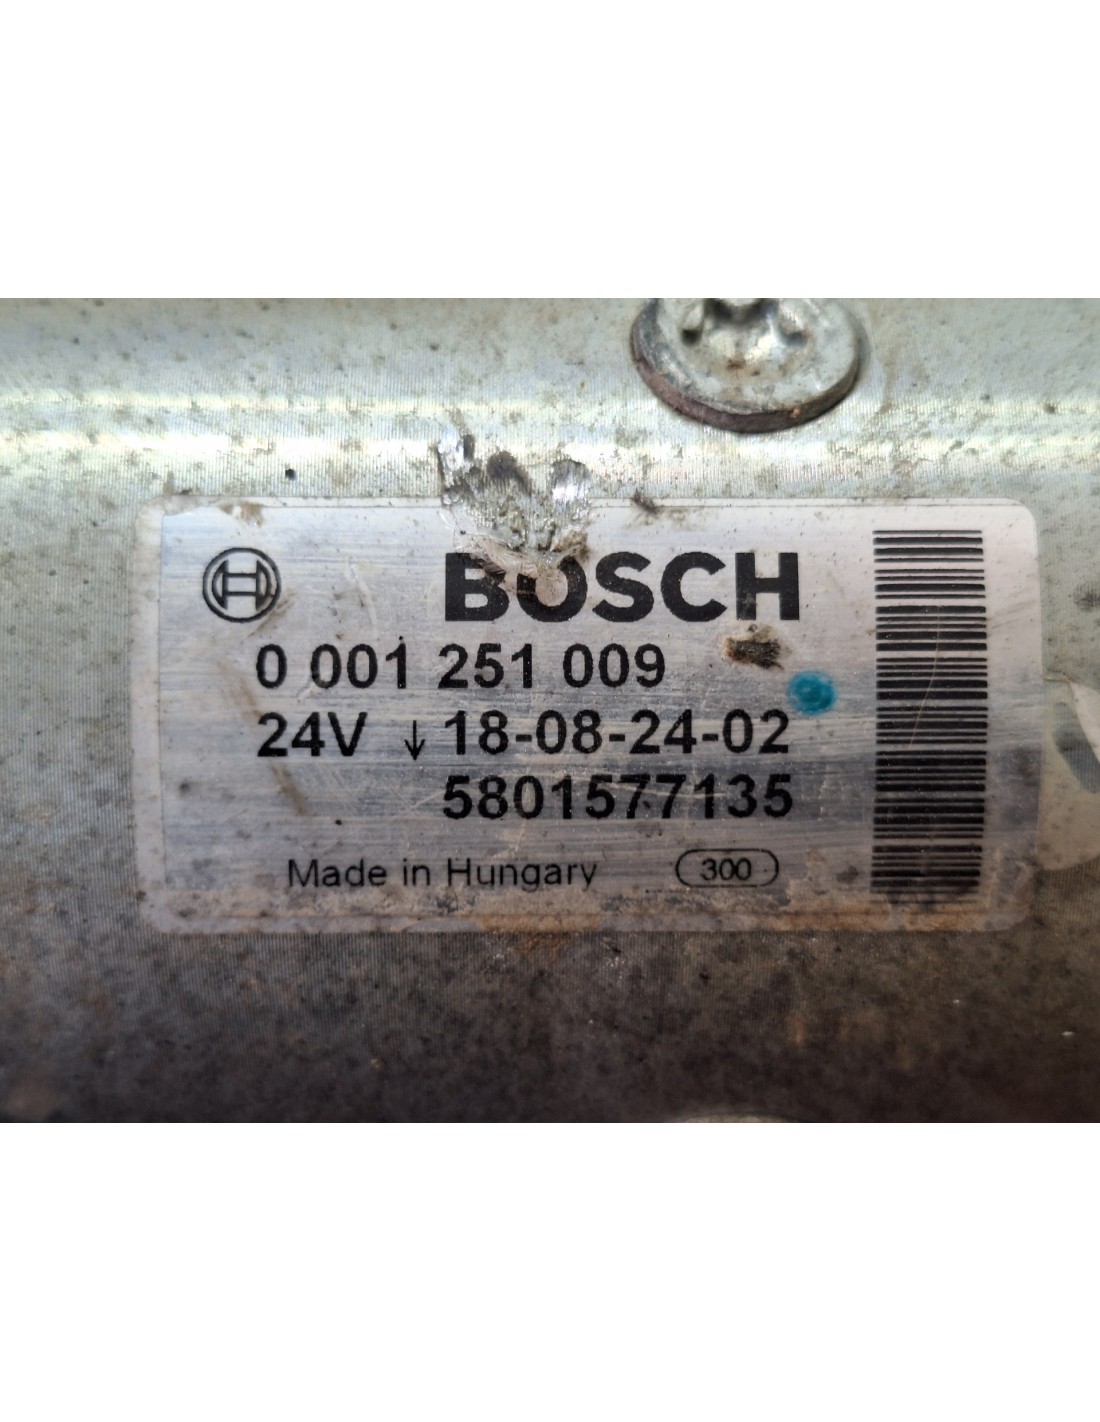 BOSCH
0 001 251 009
24V ↓ 18-08-24-02
5801577135
Made in Hungary 300